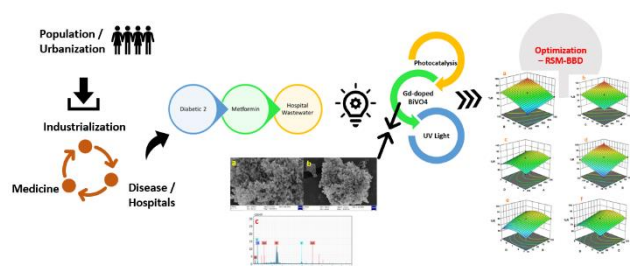 Population /
Urbanization
Industrialization
Medicine
Disease /
Hospitals
Diabetic 2
Metformin
Hospital
Wastewater
a
b
c
Photocatalysis
Gd-doped
BiVO4
UV Light
Optimization
– RSM-BBD
a
b
c
d
e
f